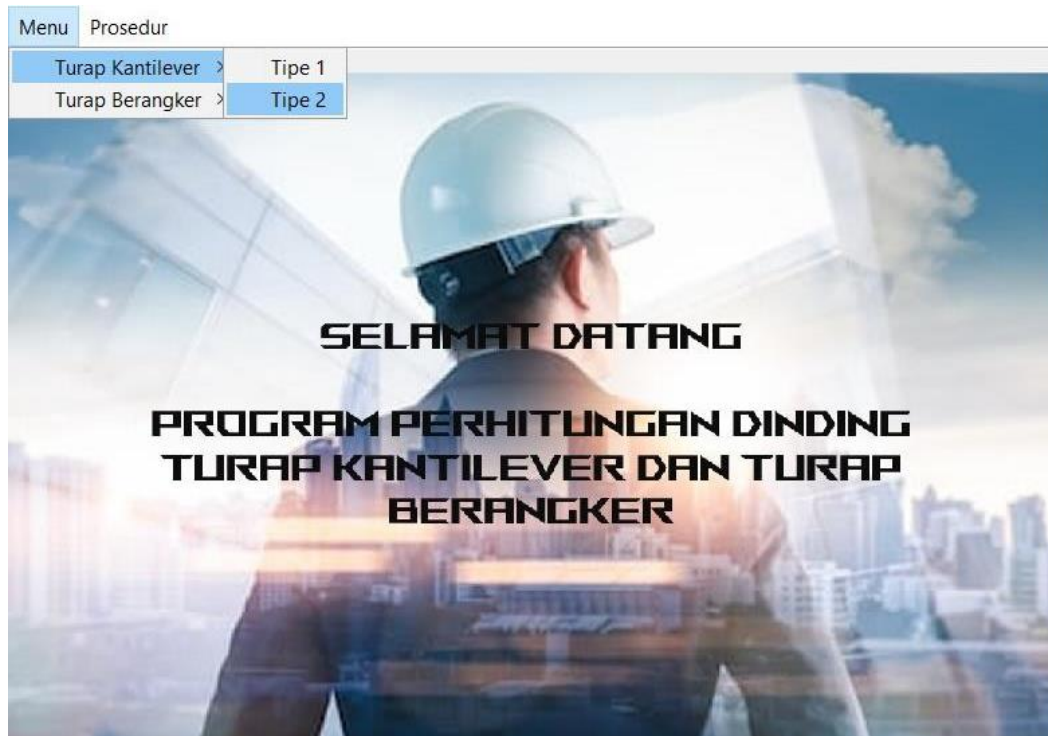 Menu Prosedur
Turap Kantilever > Tipe 1
Turap Berangker > Tipe 2
SELAMAT DATANG
PROGRAM PERHITUNGAN DINDING
TURAP KANTILEVER DAN TURAP
BERANGKER